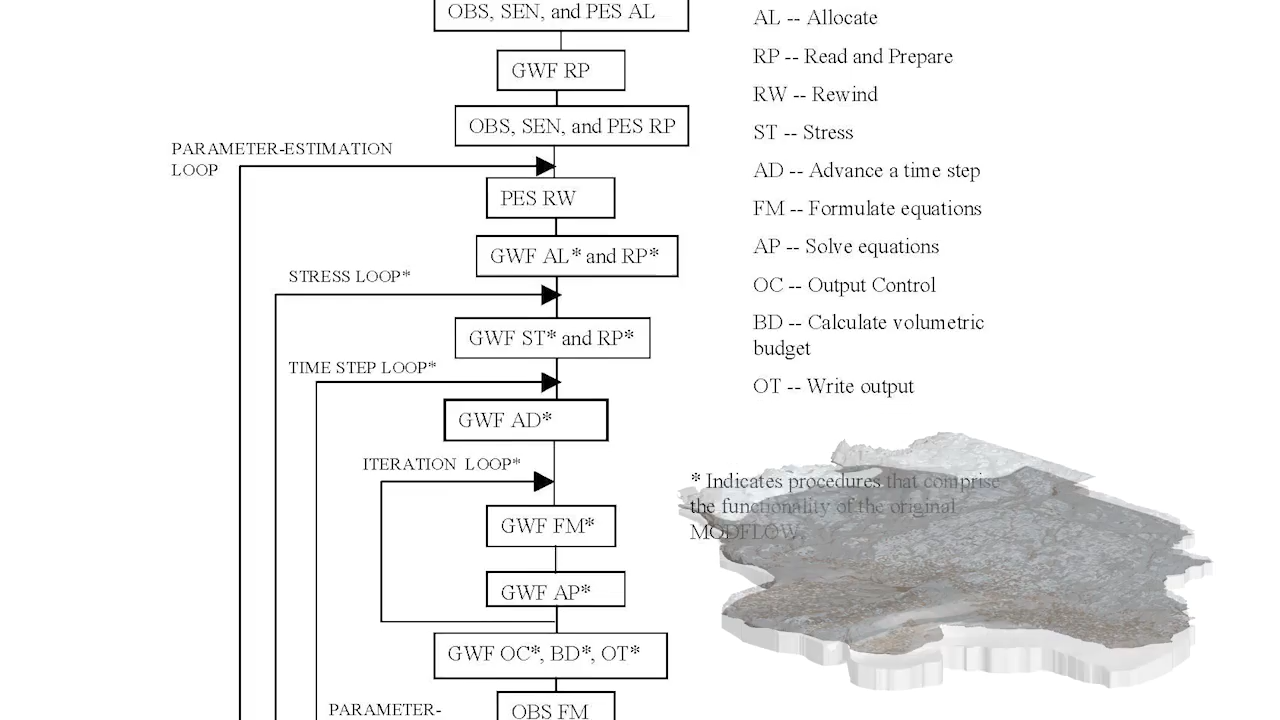 OBS, SEN, and PES AL
GWF RP
OBS, SEN, and PES RP
PARAMETER-ESTIMATION
LOOP
PES RW
GWF AL* and RP*
STRESS LOOP*
GWF ST* and RP*
TIME STEP LOOP*
GWF AD*
ITERATION LOOP*
GWF FM*
GWF AP*
GWF OC*, BD*, OT*
PARAMETER-
OBS FM
AL -- Allocate
RP -- Read and Prepare
RW -- Rewind
ST -- Stress
AD -- Advance a time step
FM -- Formulate equations
AP -- Solve equations
OC -- Output Control
BD -- Calculate volumetric
budget
OT -- Write output
* Indicates procedures that comprise
the functionality of the original
MODFLOW.